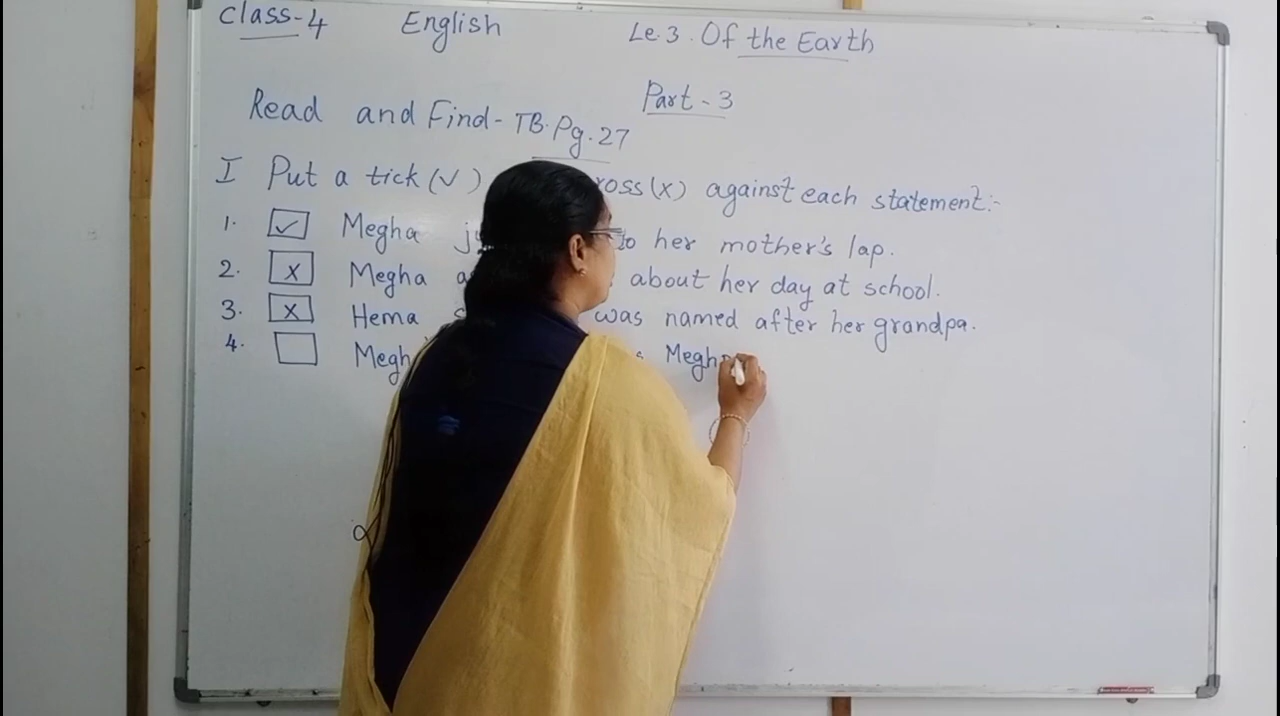 Class-4 English Le.3. Of the Earth
Part-3
Read and Find- TB.Pg.27
I Put a tick (✓) ross (x) against each statement:-
1. ✓ Megha to her mother's lap.
2. x Megha about her day at school.
3. x Hema was named after her grandpa.
4. Megh